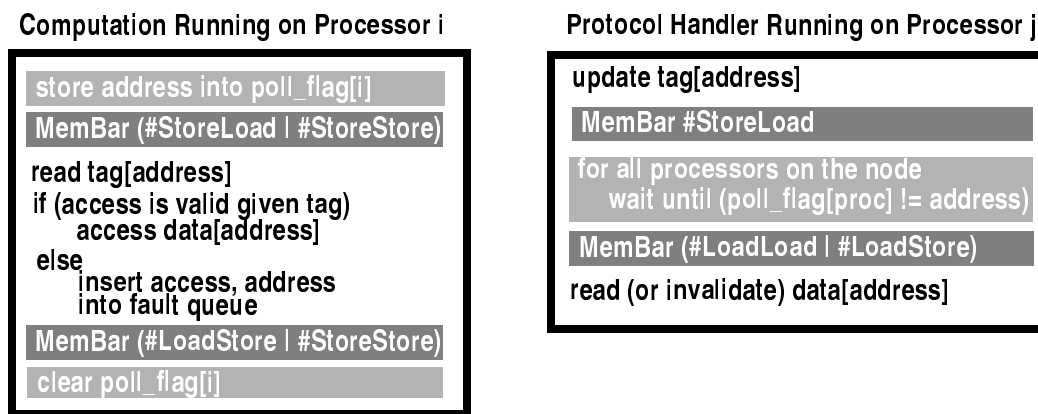 Computation Running on Processor i
store address into poll_flag[i]
MemBar (#StoreLoad | #StoreStore)
read tag[address]
if (access is valid given tag)
access data[address]
else
insert access, address
into fault queue
MemBar (#LoadStore | #StoreStore)
clear poll_flag[i]
Protocol Handler Running on Processor j
update tag[address]
MemBar #StoreLoad
for all processors on the node
wait until (poll_flag[proc] != address)
MemBar (#LoadLoad | #LoadStore)
read (or invalidate) data[address]